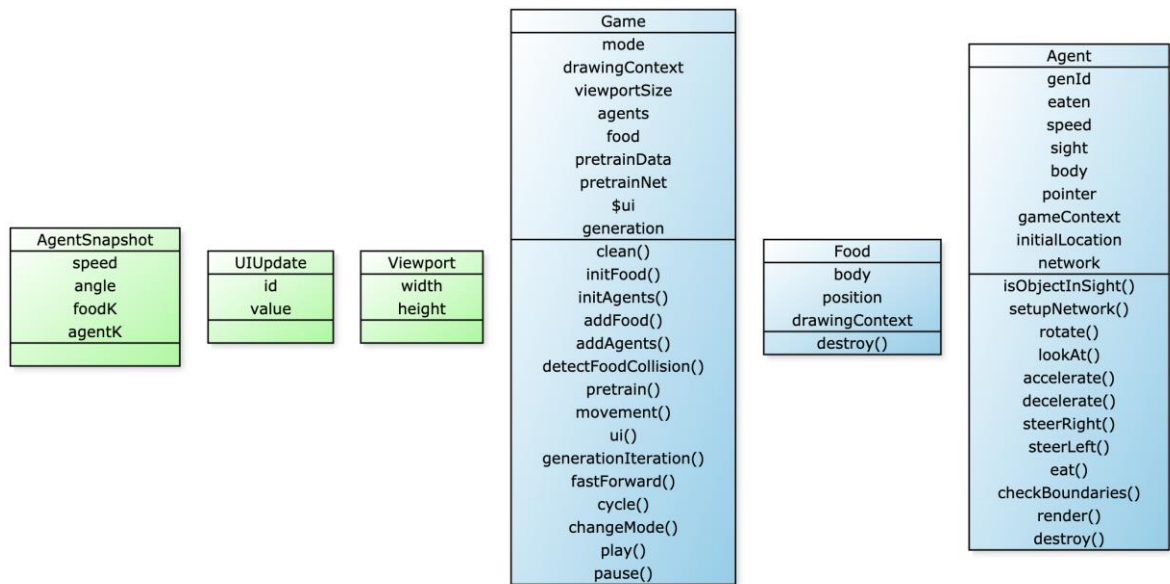 AgentSnapshot
speed
angle
foodK
agentK
UIUpdate
id
value
Viewport
width
height
Game
mode
drawingContext
viewportSize
agents
food
pretrainData
pretrainNet
$ui
generation
clean()
initFood()
initAgents()
addFood()
addAgents()
detectFoodCollision()
pretrain()
movement()
ui()
generationIteration()
fastForward()
cycle()
changeMode()
play()
pause()
Food
body
position
drawingContext
destroy()
Agent
genId
eaten
speed
sight
body
pointer
gameContext
initialLocation
network
isObjectInSight()
setupNetwork()
rotate()
lookAt()
accelerate()
decelerate()
steerRight()
steerLeft()
eat()
checkBoundaries()
render()
destroy()